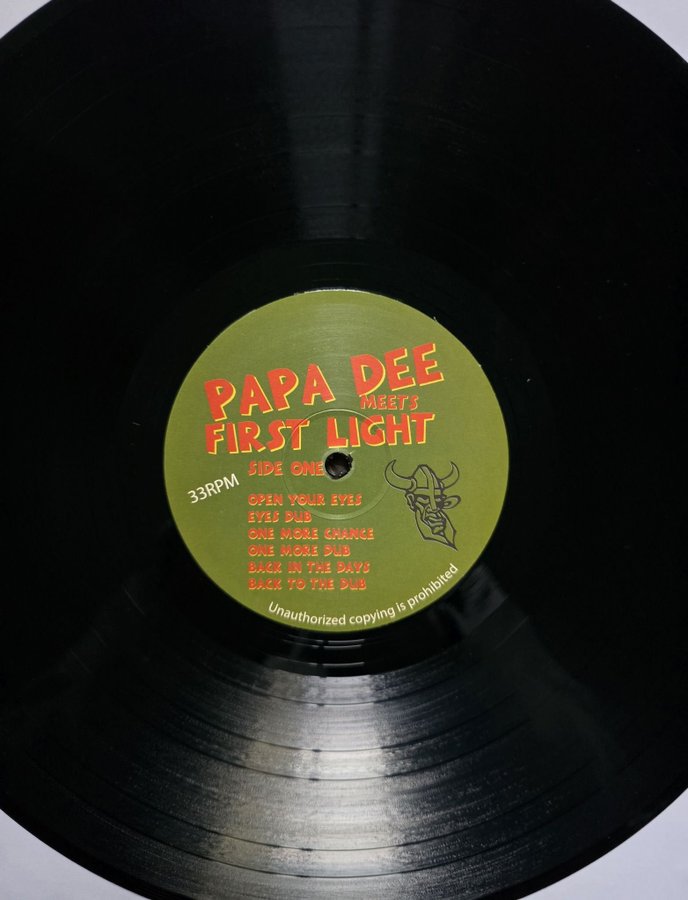 PAPA DEE
MEETS
FIRST LIGHT
SIDE ONE
33RPM
OPEN YOUR EYES
EYES DUB
ONE MORE CHANCE
ONE MORE DUB
BACK IN THE DAYS
BACK TO THE DUB
Unauthorized copying is prohibited